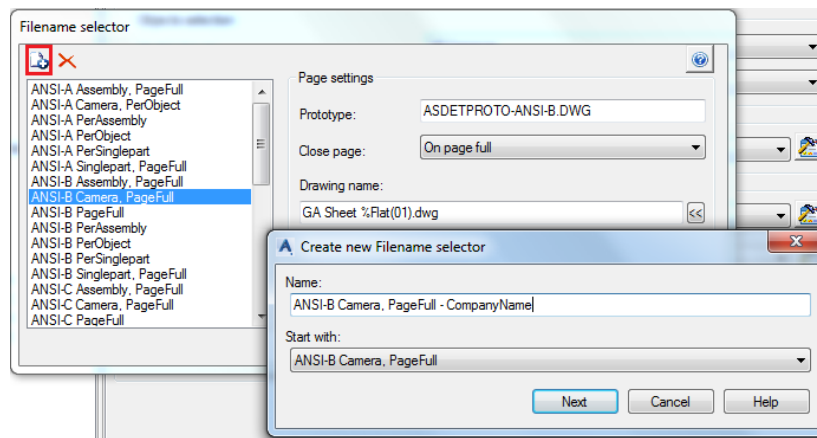 Filename selector
ANSI-A Assembly, PageFull
ANSI-A Camera, PerObject
ANSI-A PerAssembly
ANSI-A PerObject
ANSI-A PerSinglepart
ANSI-A Singlepart, PageFull
ANSI-B Assembly, PageFull
ANSI-B Camera, PageFull
ANSI-B PageFull
ANSI-B PerAssembly
ANSI-B PerObject
ANSI-B PerSinglepart
ANSI-B Singlepart, PageFull
ANSI-C Assembly, PageFull
ANSI-C Camera, PageFull
ANSI-C PageFull
Page settings
Prototype:
ASDETPROTO-ANSI-B.DWG
Close page:
On page full
Drawing name:
GA Sheet %Flat(01).dwg
<<
Create new Filename selector
Name:
ANSI-B Camera, PageFull - CompanyName
Start with:
ANSI-B Camera, PageFull
Next
Cancel
Help